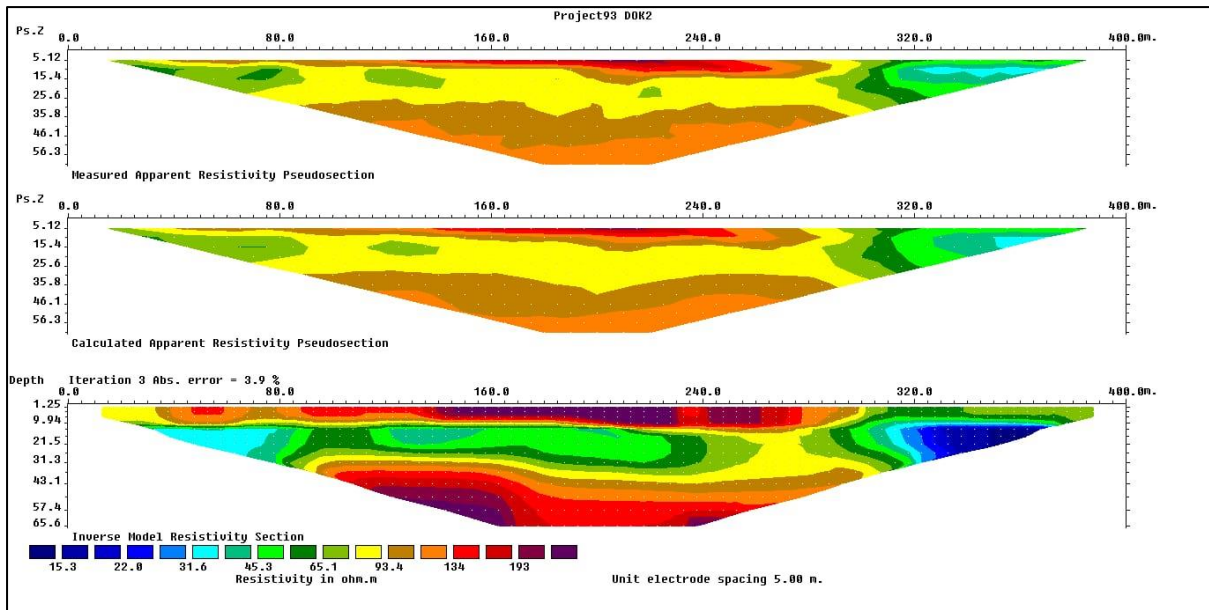 Project93 DOK2
Ps.Z 0.0 80.0 160.0 240.0 320.0 400.0m.
5.12
15.4
25.6
35.8
46.1
56.3
Measured Apparent Resistivity Pseudosection
Ps.Z 0.0 80.0 160.0 240.0 320.0 400.0m.
5.12
15.4
25.6
35.8
46.1
56.3
Calculated Apparent Resistivity Pseudosection
Depth Iteration 3 Abs. error = 3.9 %
0.0 80.0 160.0 240.0 320.0 400.0m.
1.25
9.94
21.5
31.3
43.1
57.4
65.6
Inverse Model Resistivity Section
15.3 22.0 31.6 45.3 65.1 93.4 134 193
Resistivity in ohm.m Unit electrode spacing 5.00 m.